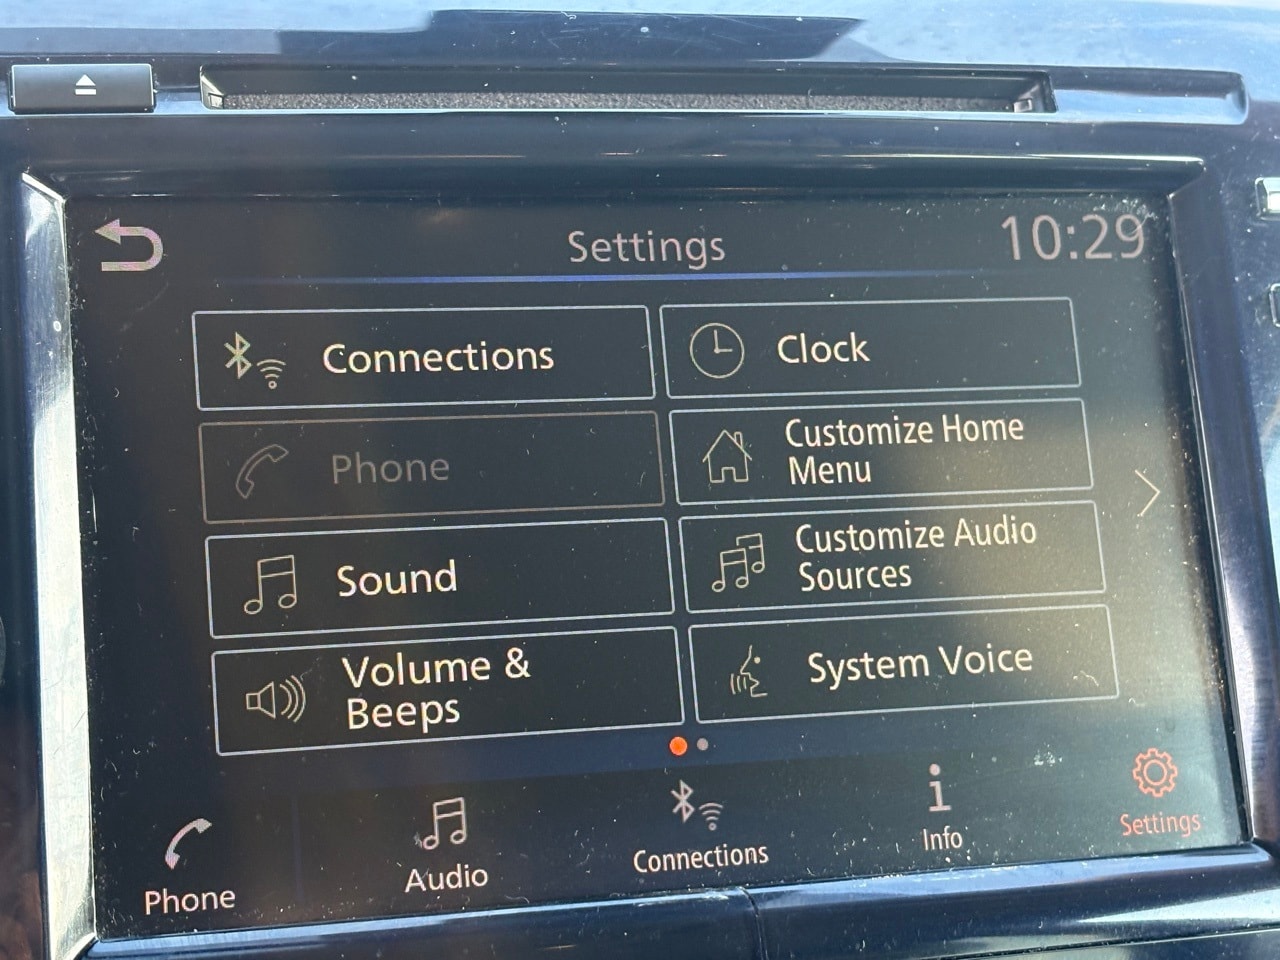 Settings
10:29
Connections
Clock
Phone
Customize Home
Menu
Sound
Customize Audio
Sources
Volume &
Beeps
System Voice
Phone
Audio
Connections
Info
Settings